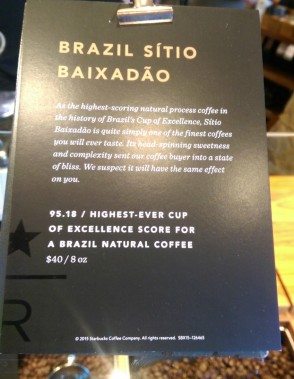 BRAZIL SÍTIO
BAIXADÃO
As the highest-scoring natural process coffee in
the history of Brazil's Cup of Excellence, Sítio
Baixadão is quite simply one of the finest coffees
you will ever taste. Its head-spinning sweetness
and complexity sent our coffee buyer into a state
of bliss. We suspect it will have the same effect
on you.
95.18 / HIGHEST-EVER CUP
OF EXCELLENCE SCORE FOR
A BRAZIL NATURAL COFFEE
$40 / 8 oz
R
© 2015 Starbucks Coffee Company. All rights reserved. SBX15-126465